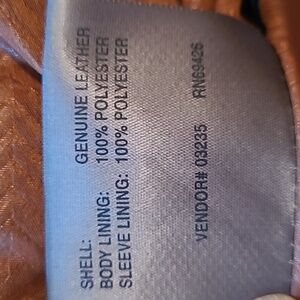 SHELL: GENUINE LEATHER
BODY LINING: 100% POLYESTER
SLEEVE LINING: 100% POLYESTER
VENDOR# 03235 RN69426